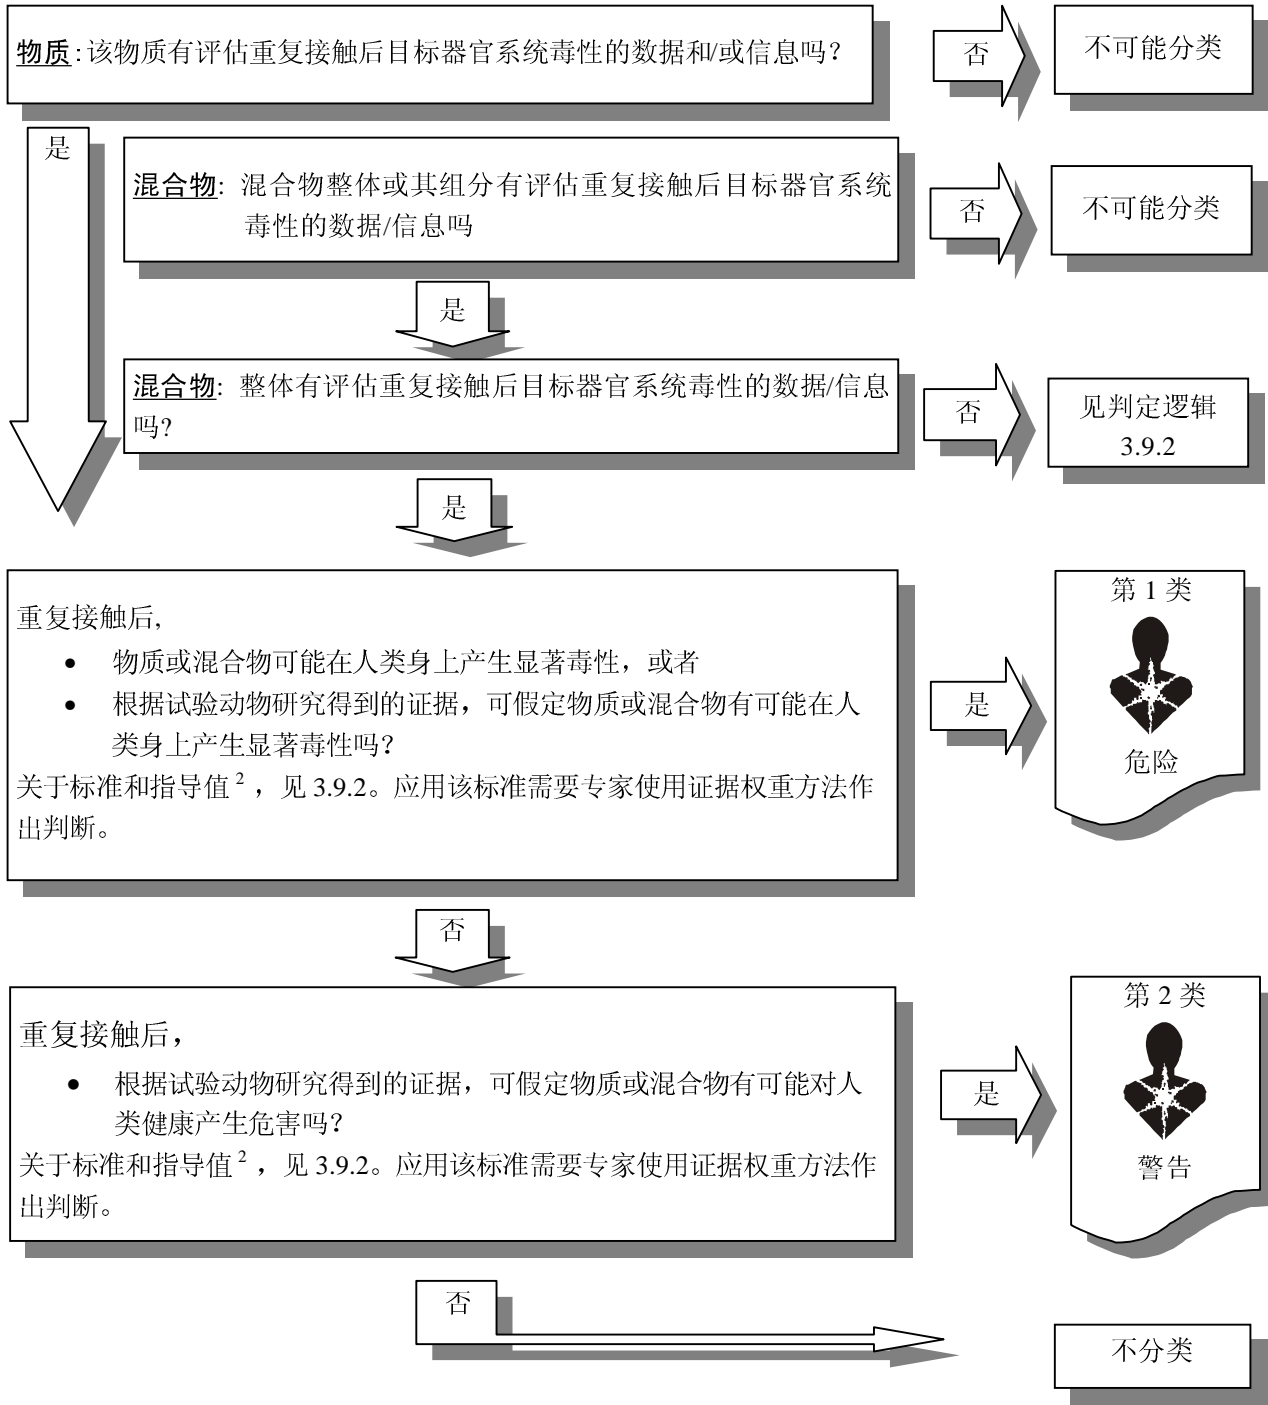 物质:该物质有评估重复接触后目标器官系统毒性的数据和/或信息吗?
否
不可能分类
是
混合物: 混合物整体或其组分有评估重复接触后目标器官系统
毒性的数据/信息吗
否
不可能分类
是
混合物: 整体有评估重复接触后目标器官系统毒性的数据/信息
吗?
否
见判定逻辑
3.9.2
是
重复接触后,
• 物质或混合物可能在人类身上产生显著毒性，或者
• 根据试验动物研究得到的证据，可假定物质或混合物有可能在人
类身上产生显著毒性吗?
关于标准和指导值2，见 3.9.2。应用该标准需要专家使用证据权重方法作
出判断。
是
第 1 类
危险
否
重复接触后，
• 根据试验动物研究得到的证据，可假定物质或混合物有可能对人
类健康产生危害吗?
关于标准和指导值2，见 3.9.2。应用该标准需要专家使用证据权重方法作
出判断。
是
第 2 类
警告
否
不分类